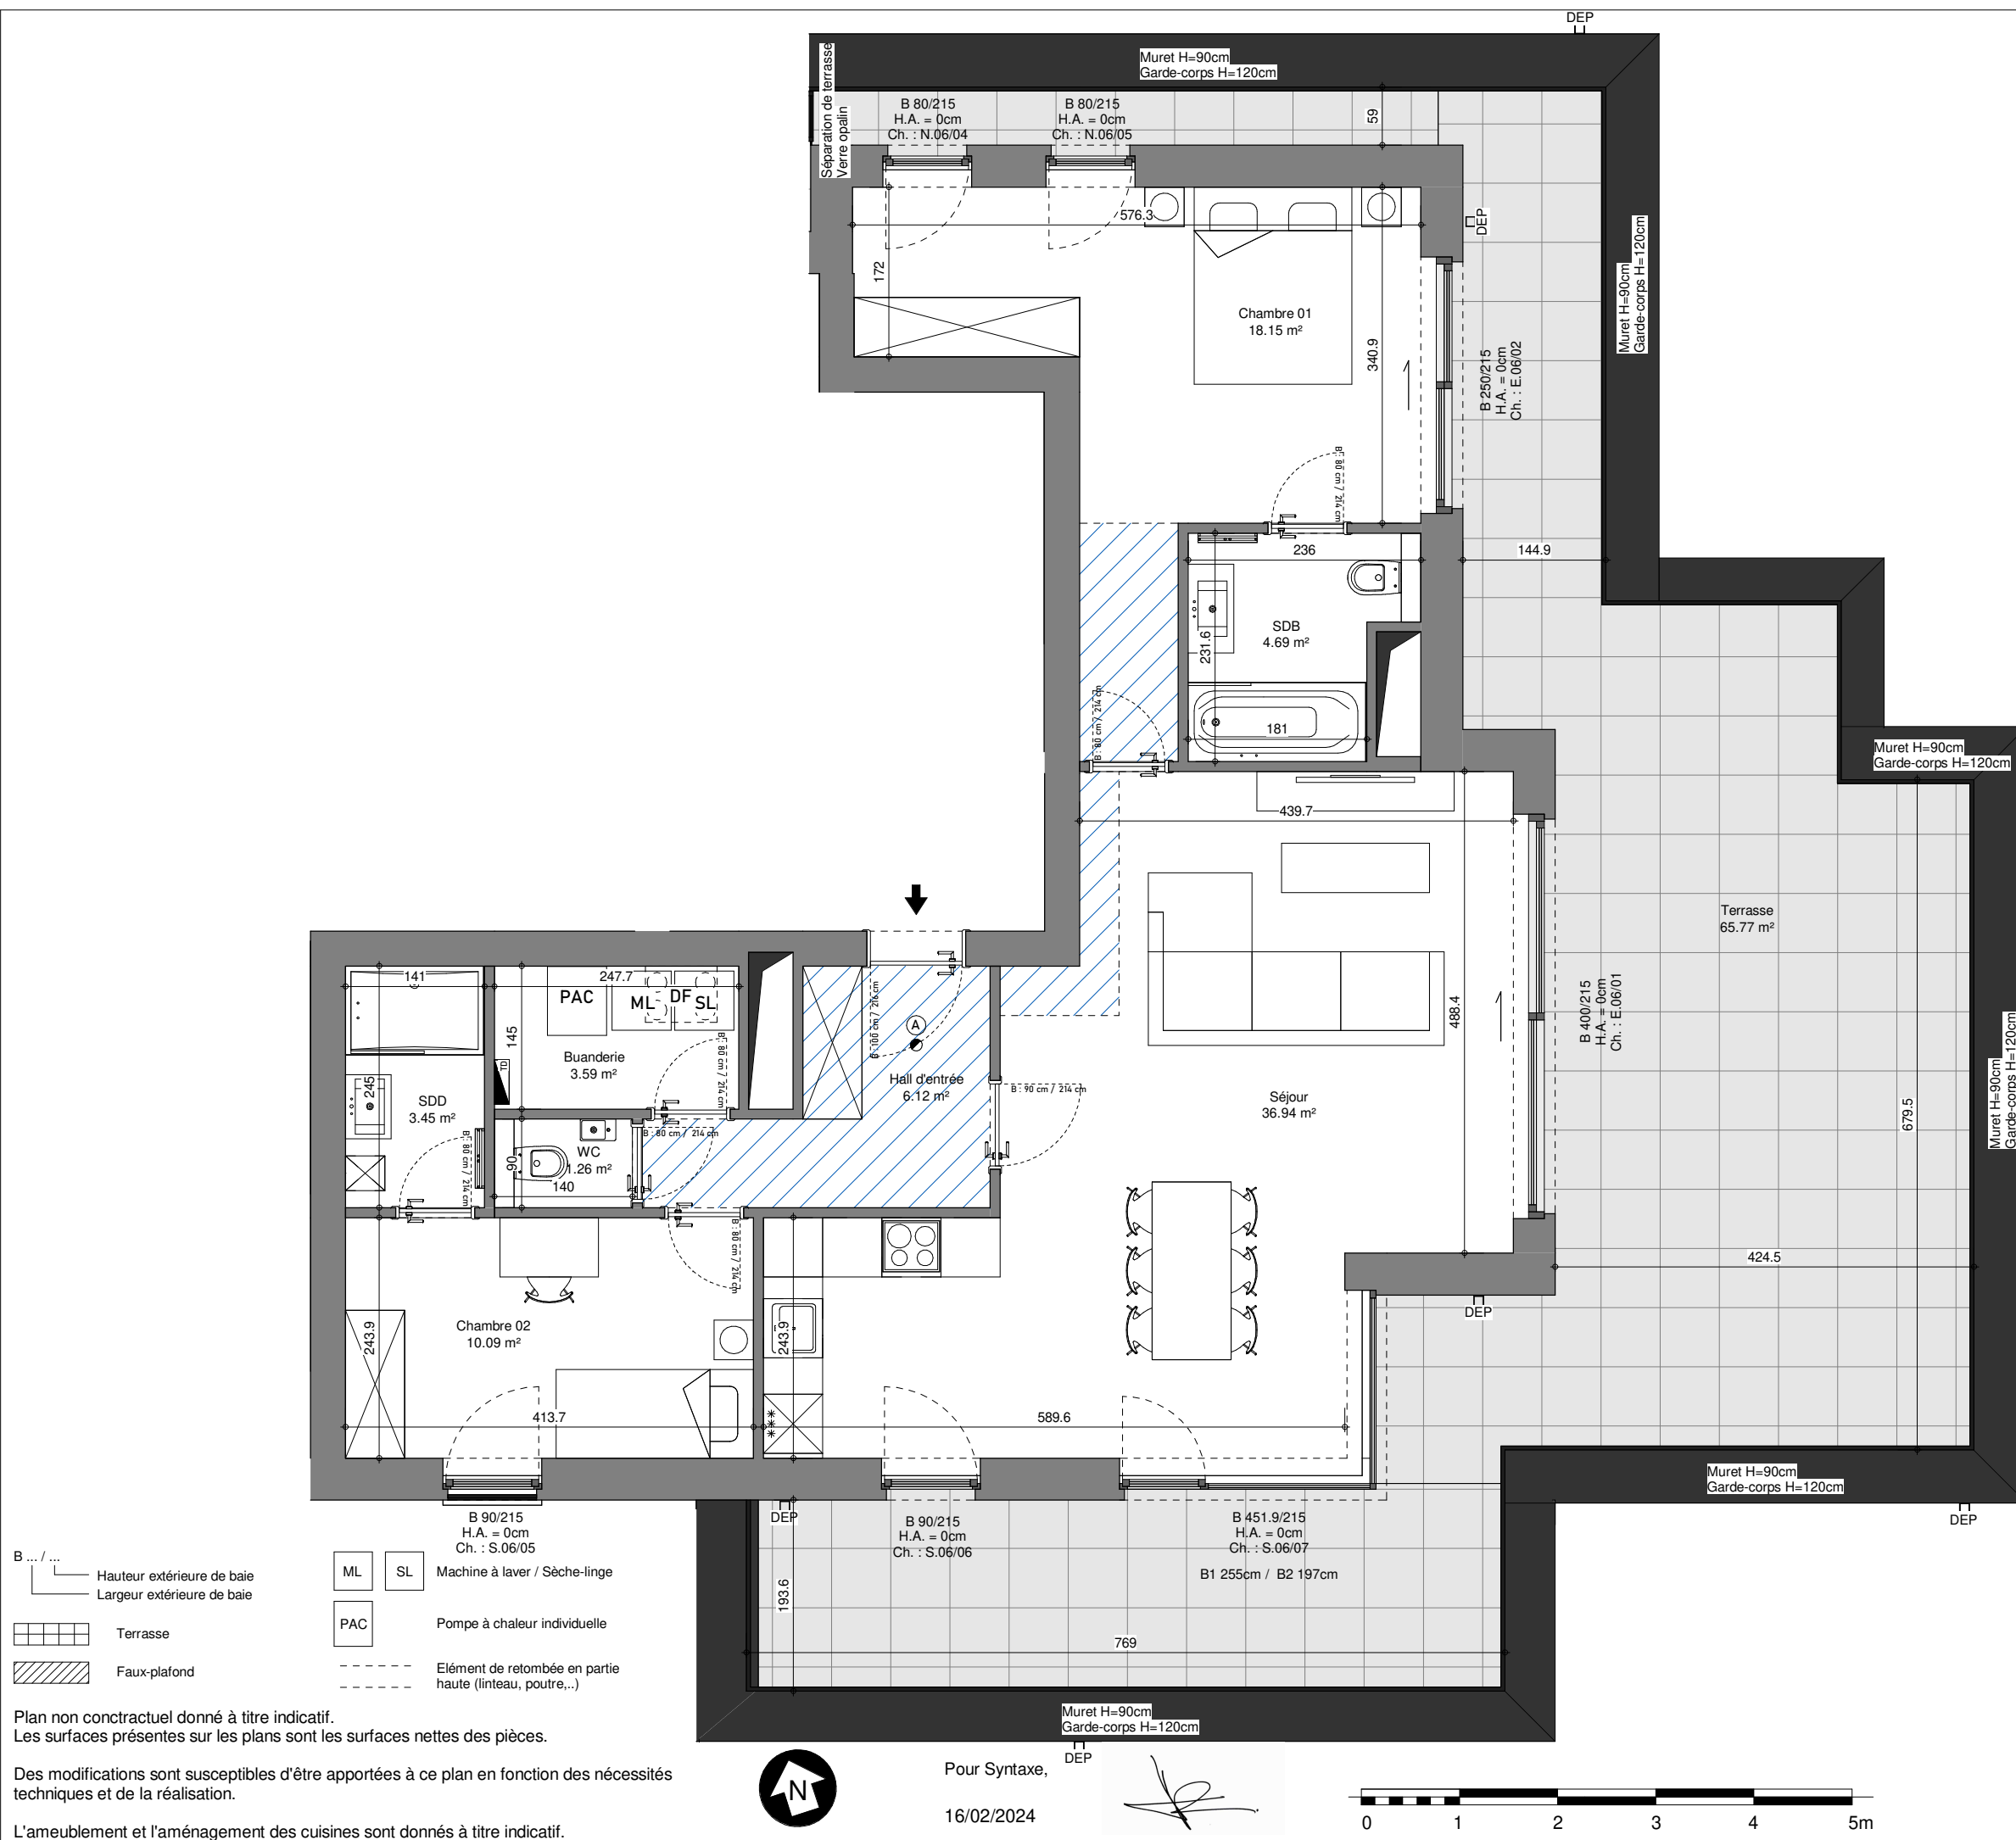 DEP
Muret H=90cm
Garde-corps H=120cm
Séparation de terrasse
Verre opalin
B 80/215
H.A. = 0cm
Ch. : N.06/04
B 80/215
H.A. = 0cm
Ch. : N.06/05
59
576.3
DEP
172
Chambre 01
18.15 m²
340.9
Muret H=90cm
Garde-corps H=120cm
B 250/215
H.A. = 0cm
Ch. : E.06/02
B : 80 cm / 214 cm
236
144.9
SDB
4.69 m²
231.6
B : 80 cm / 214 cm
181
Muret H=90cm
Garde-corps H=120cm
439.7
Terrasse
65.77 m²
141
247.7
PAC
ML
DF
SL
145
Buanderie
3.59 m²
TD
B : 80 cm / 214 cm
B : 100 cm / 216 cm
A
Hall d'entrée
6.12 m²
B : 90 cm / 214 cm
488.4
B 400/215
H.A. = 0cm
Ch. : E.06/01
Séjour
36.94 m²
679.5
Muret H=90cm
Garde-corps H=120cm
245
SDD
3.45 m²
B : 80 cm / 214 cm
WC
1.26 m²
90
140
B : 80 cm / 214 cm
B : 80 cm / 214 cm
424.5
DEP
Chambre 02
10.09 m²
243.9
243.9
413.7
589.6
Muret H=90cm
Garde-corps H=120cm
DEP
B 90/215
H.A. = 0cm
Ch. : S.06/05
DEP
B 90/215
H.A. = 0cm
Ch. : S.06/06
B 451.9/215
H.A. = 0cm
Ch. : S.06/07
B1 255cm / B2 197cm
193.6
769
Muret H=90cm
Garde-corps H=120cm
DEP
B ... / ...
Hauteur extérieure de baie
Largeur extérieure de baie
Terrasse
Faux-plafond
ML
SL
Machine à laver / Sèche-linge
PAC
Pompe à chaleur individuelle
Elément de retombée en partie
haute (linteau, poutre,..)
Plan non conctractuel donné à titre indicatif.
Les surfaces présentes sur les plans sont les surfaces nettes des pièces.
Des modifications sont susceptibles d'être apportées à ce plan en fonction des nécessités
techniques et de la réalisation.
L'ameublement et l'aménagement des cuisines sont donnés à titre indicatif.
N
Pour Syntaxe,
16/02/2024
0 1 2 3 4 5m